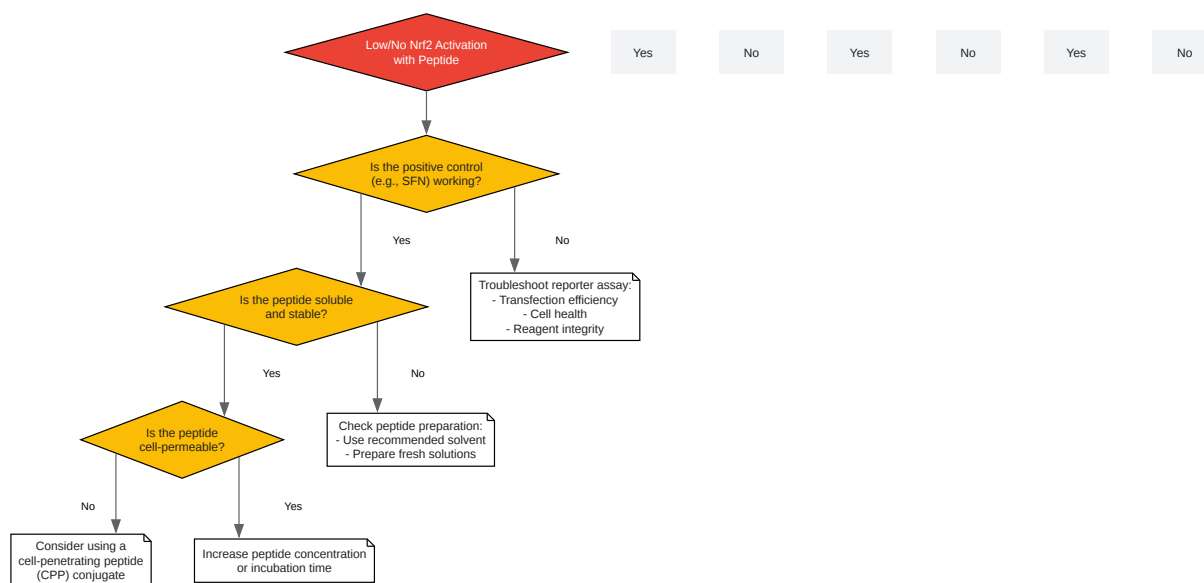 Low/No Nrf2 Activation
with Peptide
Yes
No
Yes
No
Yes
No
Is the positive control
(e.g., SFN) working?
Yes
No
Is the peptide soluble
and stable?
Troubleshoot reporter assay:
- Transfection efficiency
- Cell health
- Reagent integrity
Yes
No
Is the peptide
cell-permeable?
Check peptide preparation:
- Use recommended solvent
- Prepare fresh solutions
No
Yes
Consider using a
cell-penetrating peptide
(CPP) conjugate
Increase peptide concentration
or incubation time